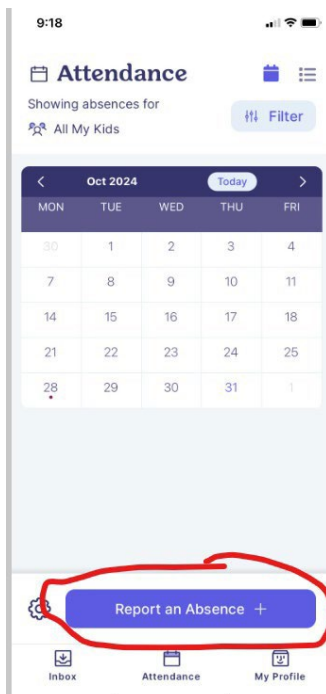 9:18
Attendance
Showing absences for
All My Kids
Filter
Oct 2024
Today
MON TUE WED THU FRI
30 1 2 3 4
7 8 9 10 11
14 15 16 17 18
21 22 23 24 25
28 29 30 31 1
Report an Absence +
Inbox Attendance My Profile